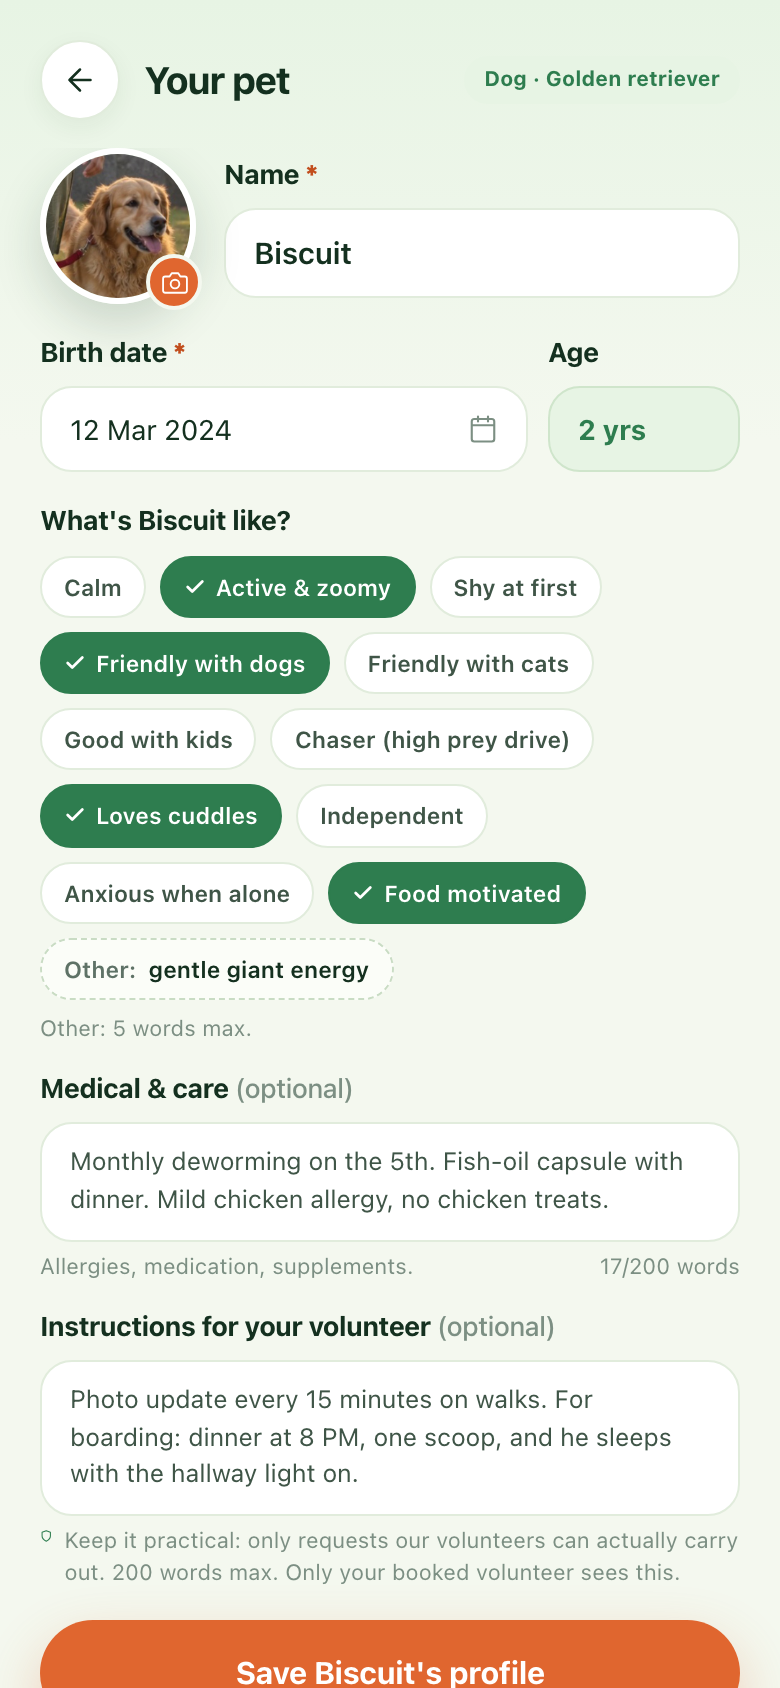 Your pet
Dog · Golden retriever
Name *
Biscuit
Birth date *
Age
12 Mar 2024
2 yrs
What's Biscuit like?
Calm
Active & zoomy
Shy at first
Friendly with dogs
Friendly with cats
Good with kids
Chaser (high prey drive)
Loves cuddles
Independent
Anxious when alone
Food motivated
Other: gentle giant energy
Other: 5 words max.
Medical & care (optional)
Monthly deworming on the 5th. Fish-oil capsule with
dinner. Mild chicken allergy, no chicken treats.
Allergies, medication, supplements.
17/200 words
Instructions for your volunteer (optional)
Photo update every 15 minutes on walks. For
boarding: dinner at 8 PM, one scoop, and he sleeps
with the hallway light on.
Keep it practical: only requests our volunteers can actually carry
out. 200 words max. Only your booked volunteer sees this.
Save Biscuit's profile